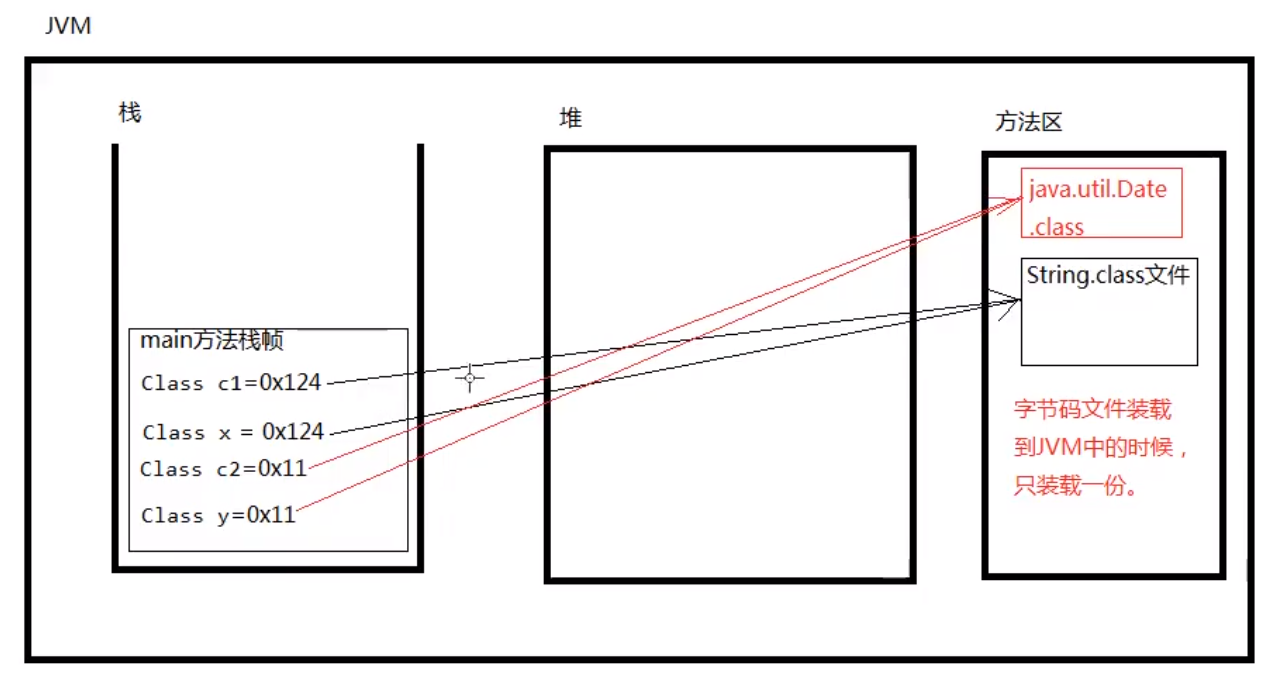 JVM
栈
堆
方法区
java.util.Date
.class
String.class文件
main方法栈帧
Class c1=0x124
Class x = 0x124
Class c2=0x11
Class y=0x11
字节码文件装载
到JVM中的时候，
只装载一份。